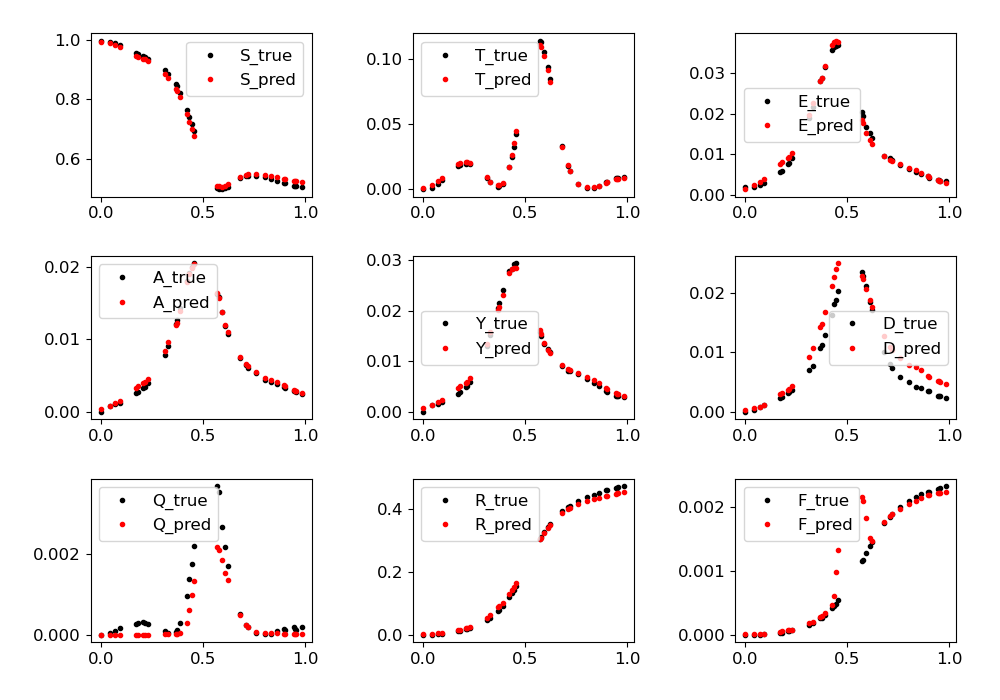 1.0
0.8
0.6
0.0 0.5 1.0
S_true
S_pred
0.10
0.05
0.00
0.0 0.5 1.0
T_true
T_pred
0.03
0.02
0.01
0.00
0.0 0.5 1.0
E_true
E_pred
0.02
0.01
0.00
0.0 0.5 1.0
A_true
A_pred
0.03
0.02
0.01
0.00
0.0 0.5 1.0
Y_true
Y_pred
0.02
0.01
0.00
0.0 0.5 1.0
D_true
D_pred
0.002
0.000
0.0 0.5 1.0
Q_true
Q_pred
0.4
0.2
0.0
0.0 0.5 1.0
R_true
R_pred
0.002
0.001
0.000
0.0 0.5 1.0
F_true
F_pred